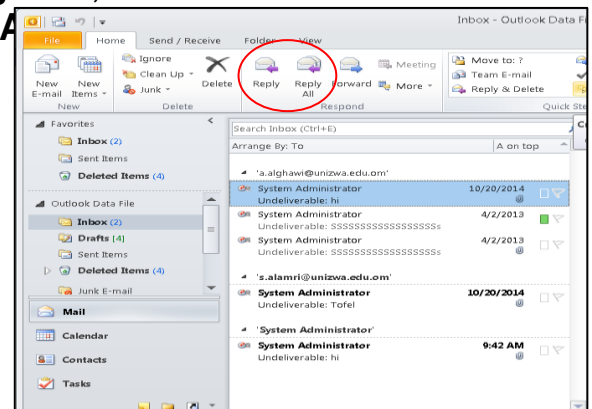 A
Inbox - Outlook Data Fi
File Home Send / Receive Folder View
Ignore
Clean Up
Junk
Delete
New E-mail
New Items
Reply
Reply All
Forward
Meeting
More
Move to: ?
Team E-mail
Reply & Delete
New Delete Respond Quick Ste
Favorites
Inbox (2)
Sent Items
Deleted Items (4)
Outlook Data File
Inbox (2)
Drafts [4]
Sent Items
Deleted Items (4)
Junk E-mail
Mail
Calendar
Contacts
Tasks
Search Inbox (Ctrl+E)
Arrange By: To A on top
'a.alghawi@unizwa.edu.om'
System Administrator 10/20/2014
Undeliverable: hi
System Administrator 4/2/2013
Undeliverable: SSSSSSSSSSSSSSSSSSs
System Administrator 4/2/2013
Undeliverable: SSSSSSSSSSSSSSSSSSs
's.alamri@unizwa.edu.om'
System Administrator 10/20/2014
Undeliverable: Tofel
'System Administrator'
System Administrator 9:42 AM
Undeliverable: hi